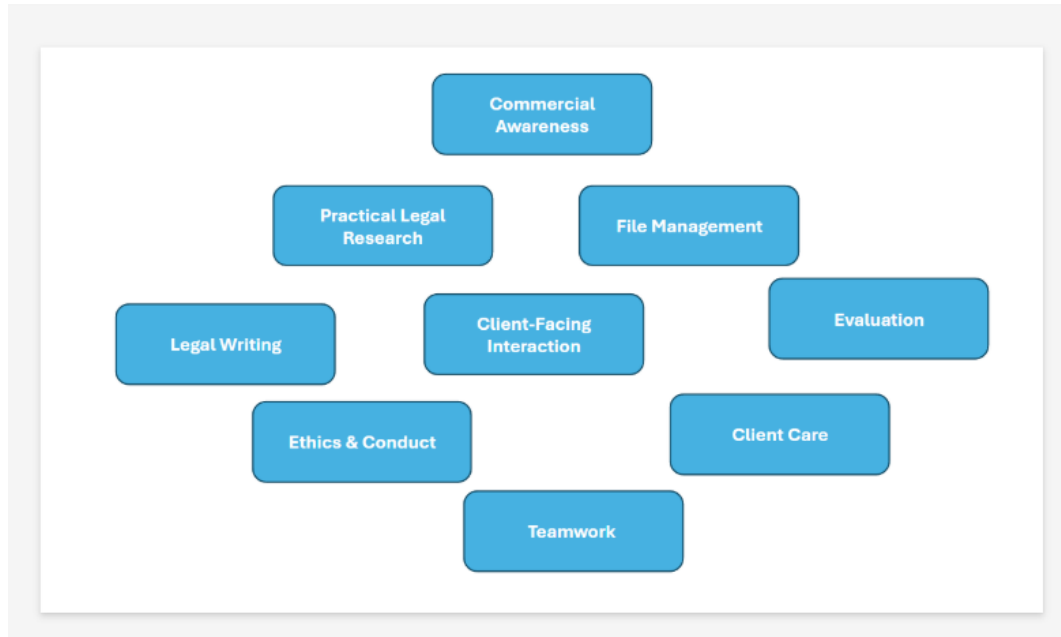 Commercial
Awareness
Practical Legal
Research
File Management
Legal Writing
Client-Facing
Interaction
Evaluation
Ethics & Conduct
Client Care
Teamwork